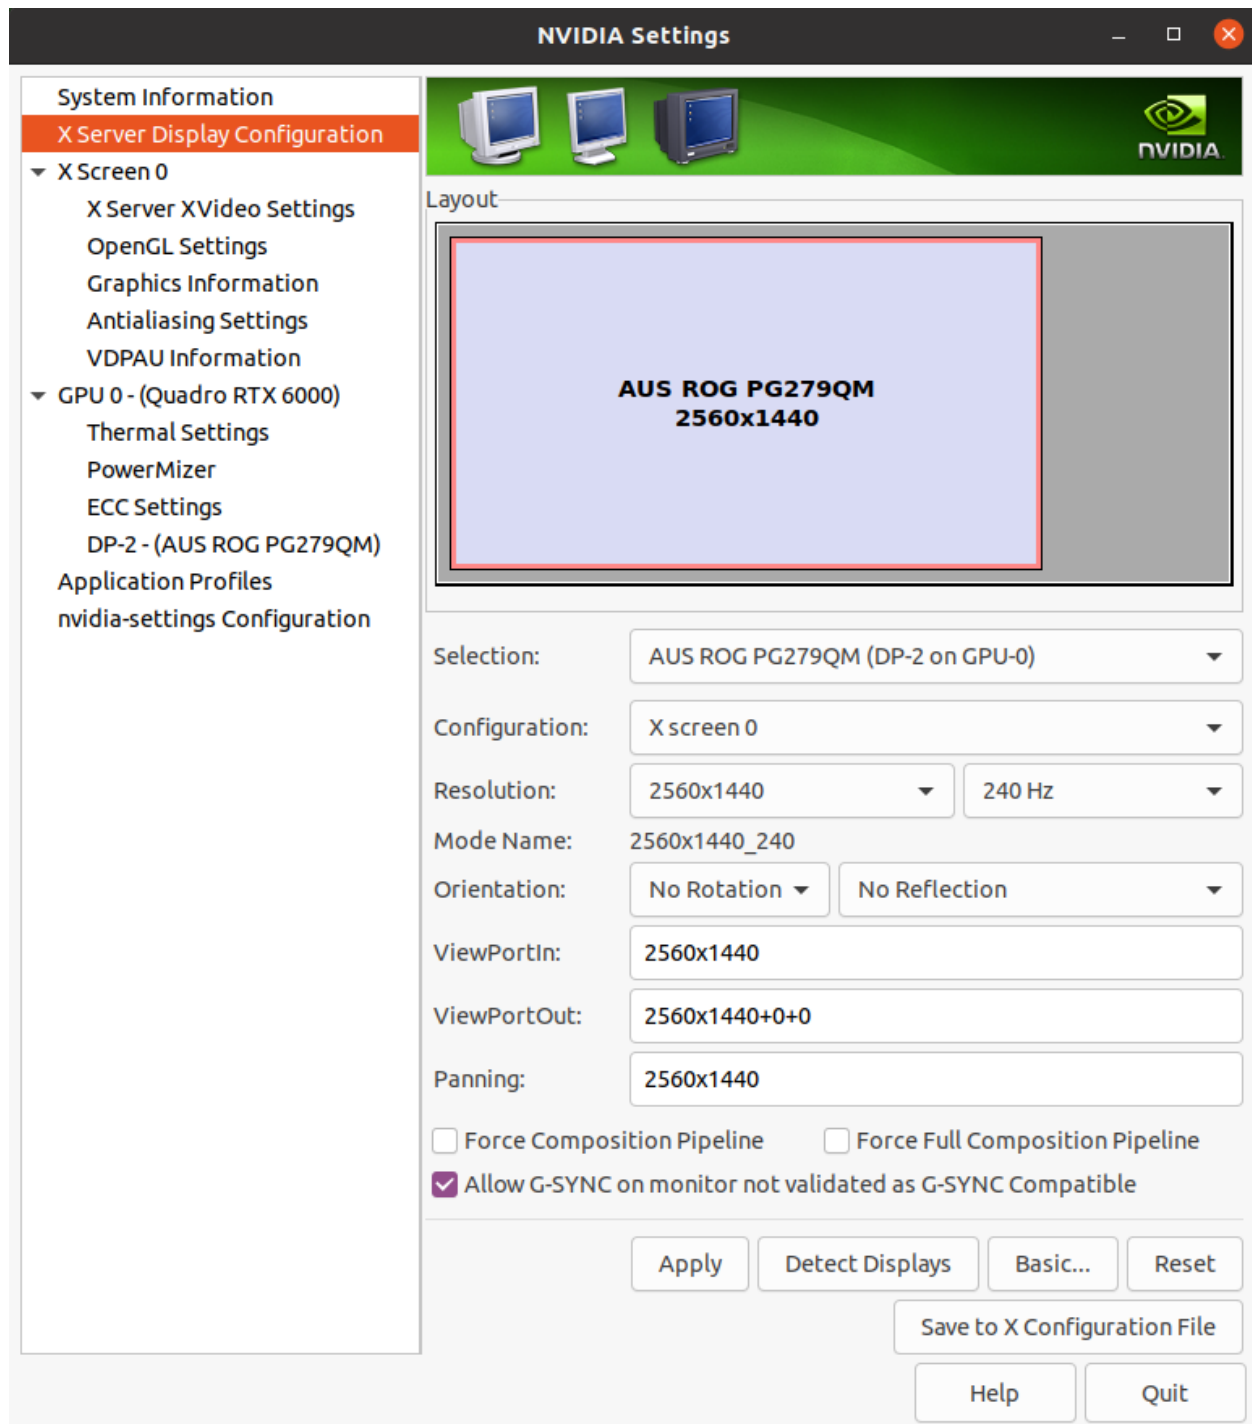 NVIDIA Settings
System Information
X Server Display Configuration
X Screen 0
X Server XVideo Settings
OpenGL Settings
Graphics Information
Antialiasing Settings
VDPAU Information
GPU 0 - (Quadro RTX 6000)
Thermal Settings
PowerMizer
ECC Settings
DP-2 - (AUS ROG PG279QM)
Application Profiles
nvidia-settings Configuration
NVIDIA.
Layout
AUS ROG PG279QM
2560x1440
Selection: AUS ROG PG279QM (DP-2 on GPU-0)
Configuration: X screen 0
Resolution: 2560x1440 240 Hz
Mode Name: 2560x1440_240
Orientation: No Rotation No Reflection
ViewPortIn: 2560x1440
ViewPortOut: 2560x1440+0+0
Panning: 2560x1440
Force Composition Pipeline Force Full Composition Pipeline
Allow G-SYNC on monitor not validated as G-SYNC Compatible
Apply Detect Displays Basic... Reset
Save to X Configuration File
Help Quit